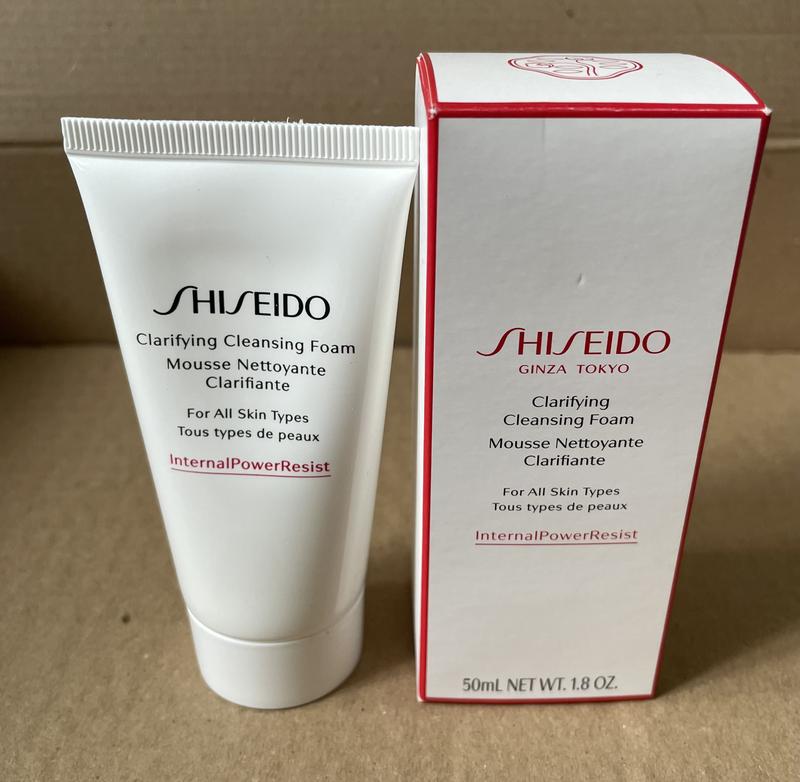 SHISEIDO
Clarifying Cleansing Foam
Mousse Nettoyante
Clarifiante
For All Skin Types
Tous types de peaux
InternalPowerResist
SHISEIDO
GINZA TOKYO
Clarifying
Cleansing Foam
Mousse Nettoyante
Clarifiante
For All Skin Types
Tous types de peaux
InternalPowerResist
50mL NET WT. 1.8 OZ.